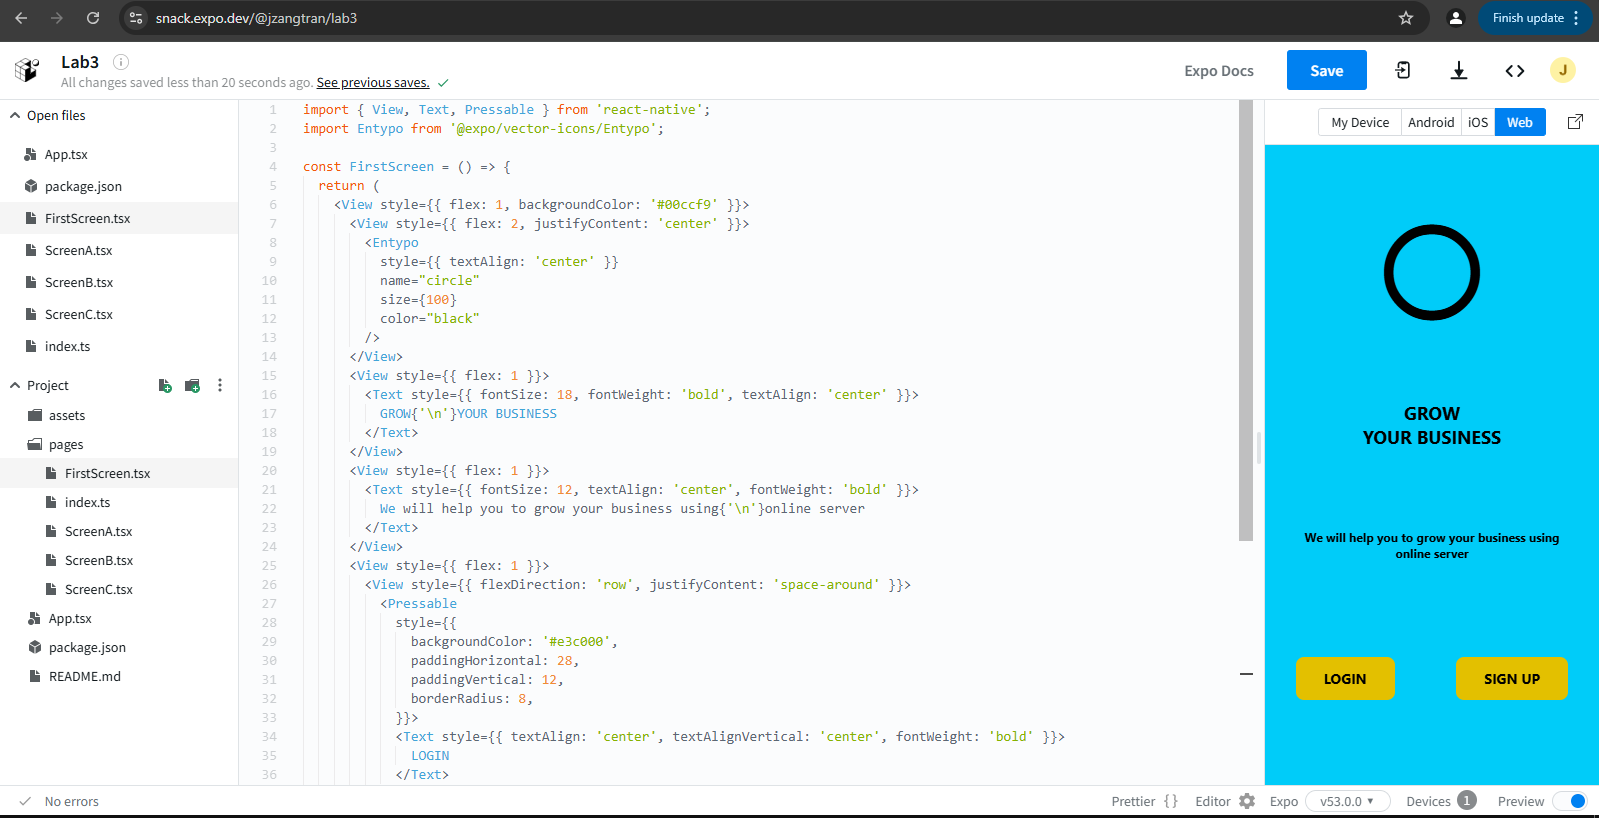 snack.expo.dev/@jzangtran/lab3
Finish update
Lab3
All changes saved less than 20 seconds ago. See previous saves.
Expo Docs
Save
J
Open files
App.tsx
package.json
FirstScreen.tsx
ScreenA.tsx
ScreenB.tsx
ScreenC.tsx
index.ts
Project
assets
pages
FirstScreen.tsx
index.ts
ScreenA.tsx
ScreenB.tsx
ScreenC.tsx
App.tsx
package.json
README.md
1 import { View, Text, Pressable } from 'react-native';
2 import Entypo from '@expo/vector-icons/Entypo';
3
4 const FirstScreen = () => {
5 return (
6 <View style={{ flex: 1, backgroundColor: '#00ccf9' }}>
7 <View style={{ flex: 2, justifyContent: 'center' }}>
8 <Entypo
9 style={{ textAlign: 'center' }}
10 name="circle"
11 size={100}
12 color="black"
13 />
14 </View>
15 <View style={{ flex: 1 }}>
16 <Text style={{ fontSize: 18, fontWeight: 'bold', textAlign: 'center' }}>
17 GROW{'\n'}YOUR BUSINESS
18 </Text>
19 </View>
20 <View style={{ flex: 1 }}>
21 <Text style={{ fontSize: 12, textAlign: 'center', fontWeight: 'bold' }}>
22 We will help you to grow your business using{'\n'}online server
23 </Text>
24 </View>
25 <View style={{ flex: 1 }}>
26 <View style={{ flexDirection: 'row', justifyContent: 'space-around' }}>
27 <Pressable
28 style={{
29 backgroundColor: '#e3c000',
30 paddingHorizontal: 28,
31 paddingVertical: 12,
32 borderRadius: 8,
33 }}>
34 <Text style={{ textAlign: 'center', textAlignVertical: 'center', fontWeight: 'bold' }}>
35 LOGIN
36 </Text>
My Device
Android
iOS
Web
GROW
YOUR BUSINESS
We will help you to grow your business using
online server
LOGIN
SIGN UP
No errors
Prettier {}
Editor
Expo
v53.0.0
Devices 1
Preview